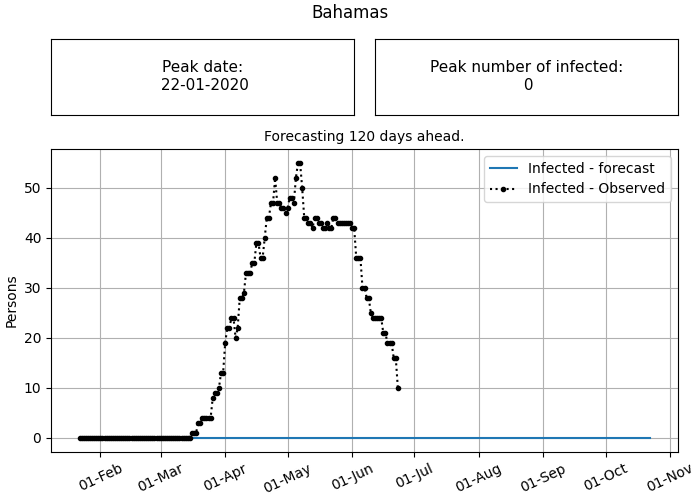 Bahamas
Peak date:
22-01-2020
Peak number of infected:
0
Forecasting 120 days ahead.
Infected - forecast
Infected - Observed
Persons
50
40
30
20
10
0
01-Feb
01-Mar
01-Apr
01-May
01-Jun
01-Jul
01-Aug
01-Sep
01-Oct
01-Nov